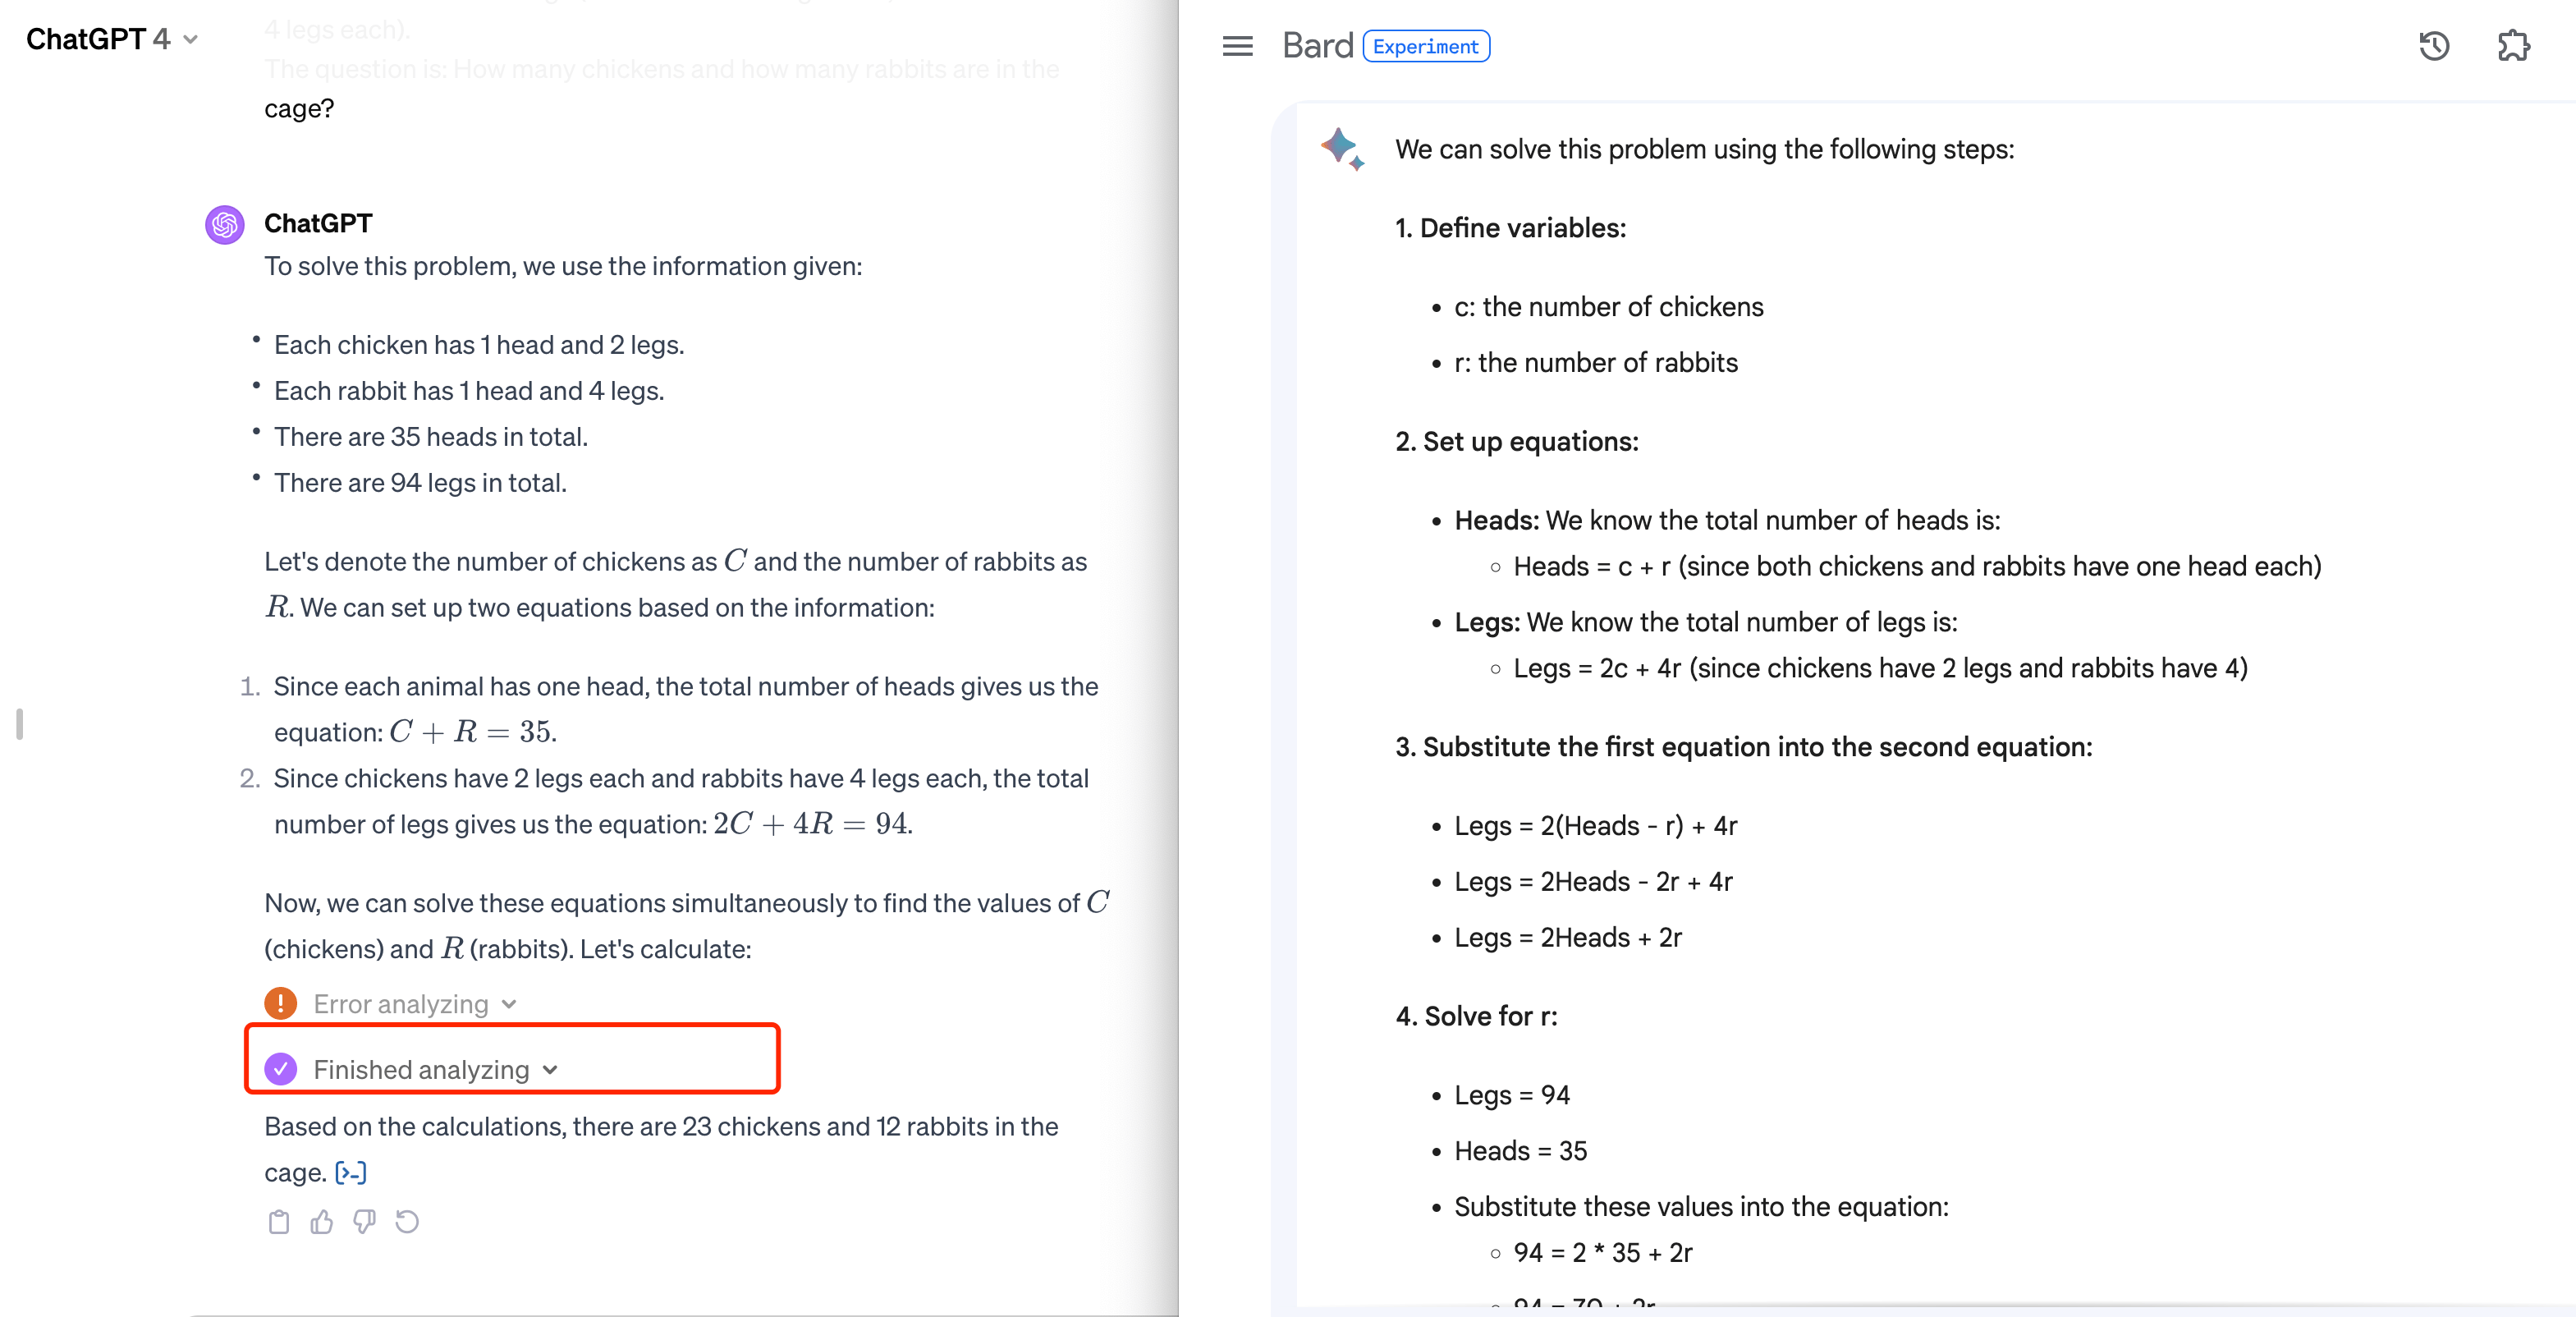 ChatGPT 4
4 legs each).
The question is: How many chickens and how many rabbits are in the
cage?
ChatGPT
To solve this problem, we use the information given:
• Each chicken has 1 head and 2 legs.
• Each rabbit has 1 head and 4 legs.
• There are 35 heads in total.
• There are 94 legs in total.
Let's denote the number of chickens as C and the number of rabbits as
R. We can set up two equations based on the information:
1. Since each animal has one head, the total number of heads gives us the
equation: C + R = 35.
2. Since chickens have 2 legs each and rabbits have 4 legs each, the total
number of legs gives us the equation: 2C + 4R = 94.
Now, we can solve these equations simultaneously to find the values of C
(chickens) and R (rabbits). Let's calculate:
Error analyzing
Finished analyzing
Based on the calculations, there are 23 chickens and 12 rabbits in the
cage. [>-]
Bard Experiment
We can solve this problem using the following steps:
1. Define variables:
• c: the number of chickens
• r: the number of rabbits
2. Set up equations:
• Heads: We know the total number of heads is:
○ Heads = c + r (since both chickens and rabbits have one head each)
• Legs: We know the total number of legs is:
○ Legs = 2c + 4r (since chickens have 2 legs and rabbits have 4)
3. Substitute the first equation into the second equation:
• Legs = 2(Heads - r) + 4r
• Legs = 2Heads - 2r + 4r
• Legs = 2Heads + 2r
4. Solve for r:
• Legs = 94
• Heads = 35
• Substitute these values into the equation:
○ 94 = 2 * 35 + 2r
○ 94 = 70 + 2r